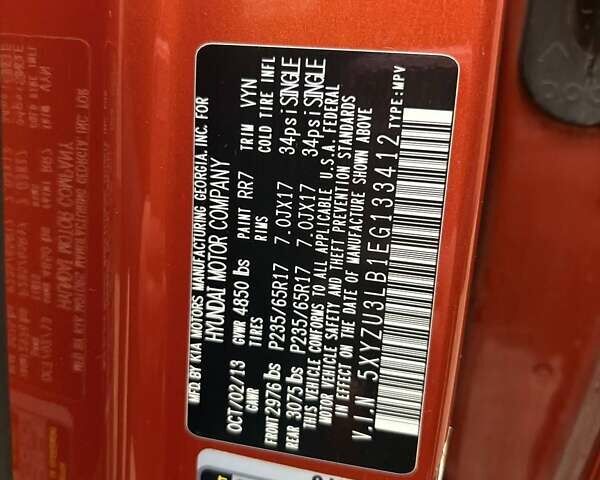 MFD BY KIA MOTORS MANUFACTURING GEORGIA, INC. FOR
HYUNDAI MOTOR COMPANY
OCT/02/13 GVWR 4850 lbs PAINT RR7 TRIM VYN
GAWR TIRES RIMS COLD TIRE INFL
FRONT 2976 lbs P235/65R17 7.0JX17 34psi SINGLE
REAR 3075 lbs P235/65R17 7.0JX17 34psi SINGLE
THIS VEHICLE CONFORMS TO ALL APPLICABLE U.S.A. FEDERAL
MOTOR VEHICLE SAFETY AND THEFT PREVENTION STANDARDS
IN EFFECT ON THE DATE OF MANUFACTURE SHOWN ABOVE
V.I.N 5XYZU3LB1EG133412 TYPE:MPV